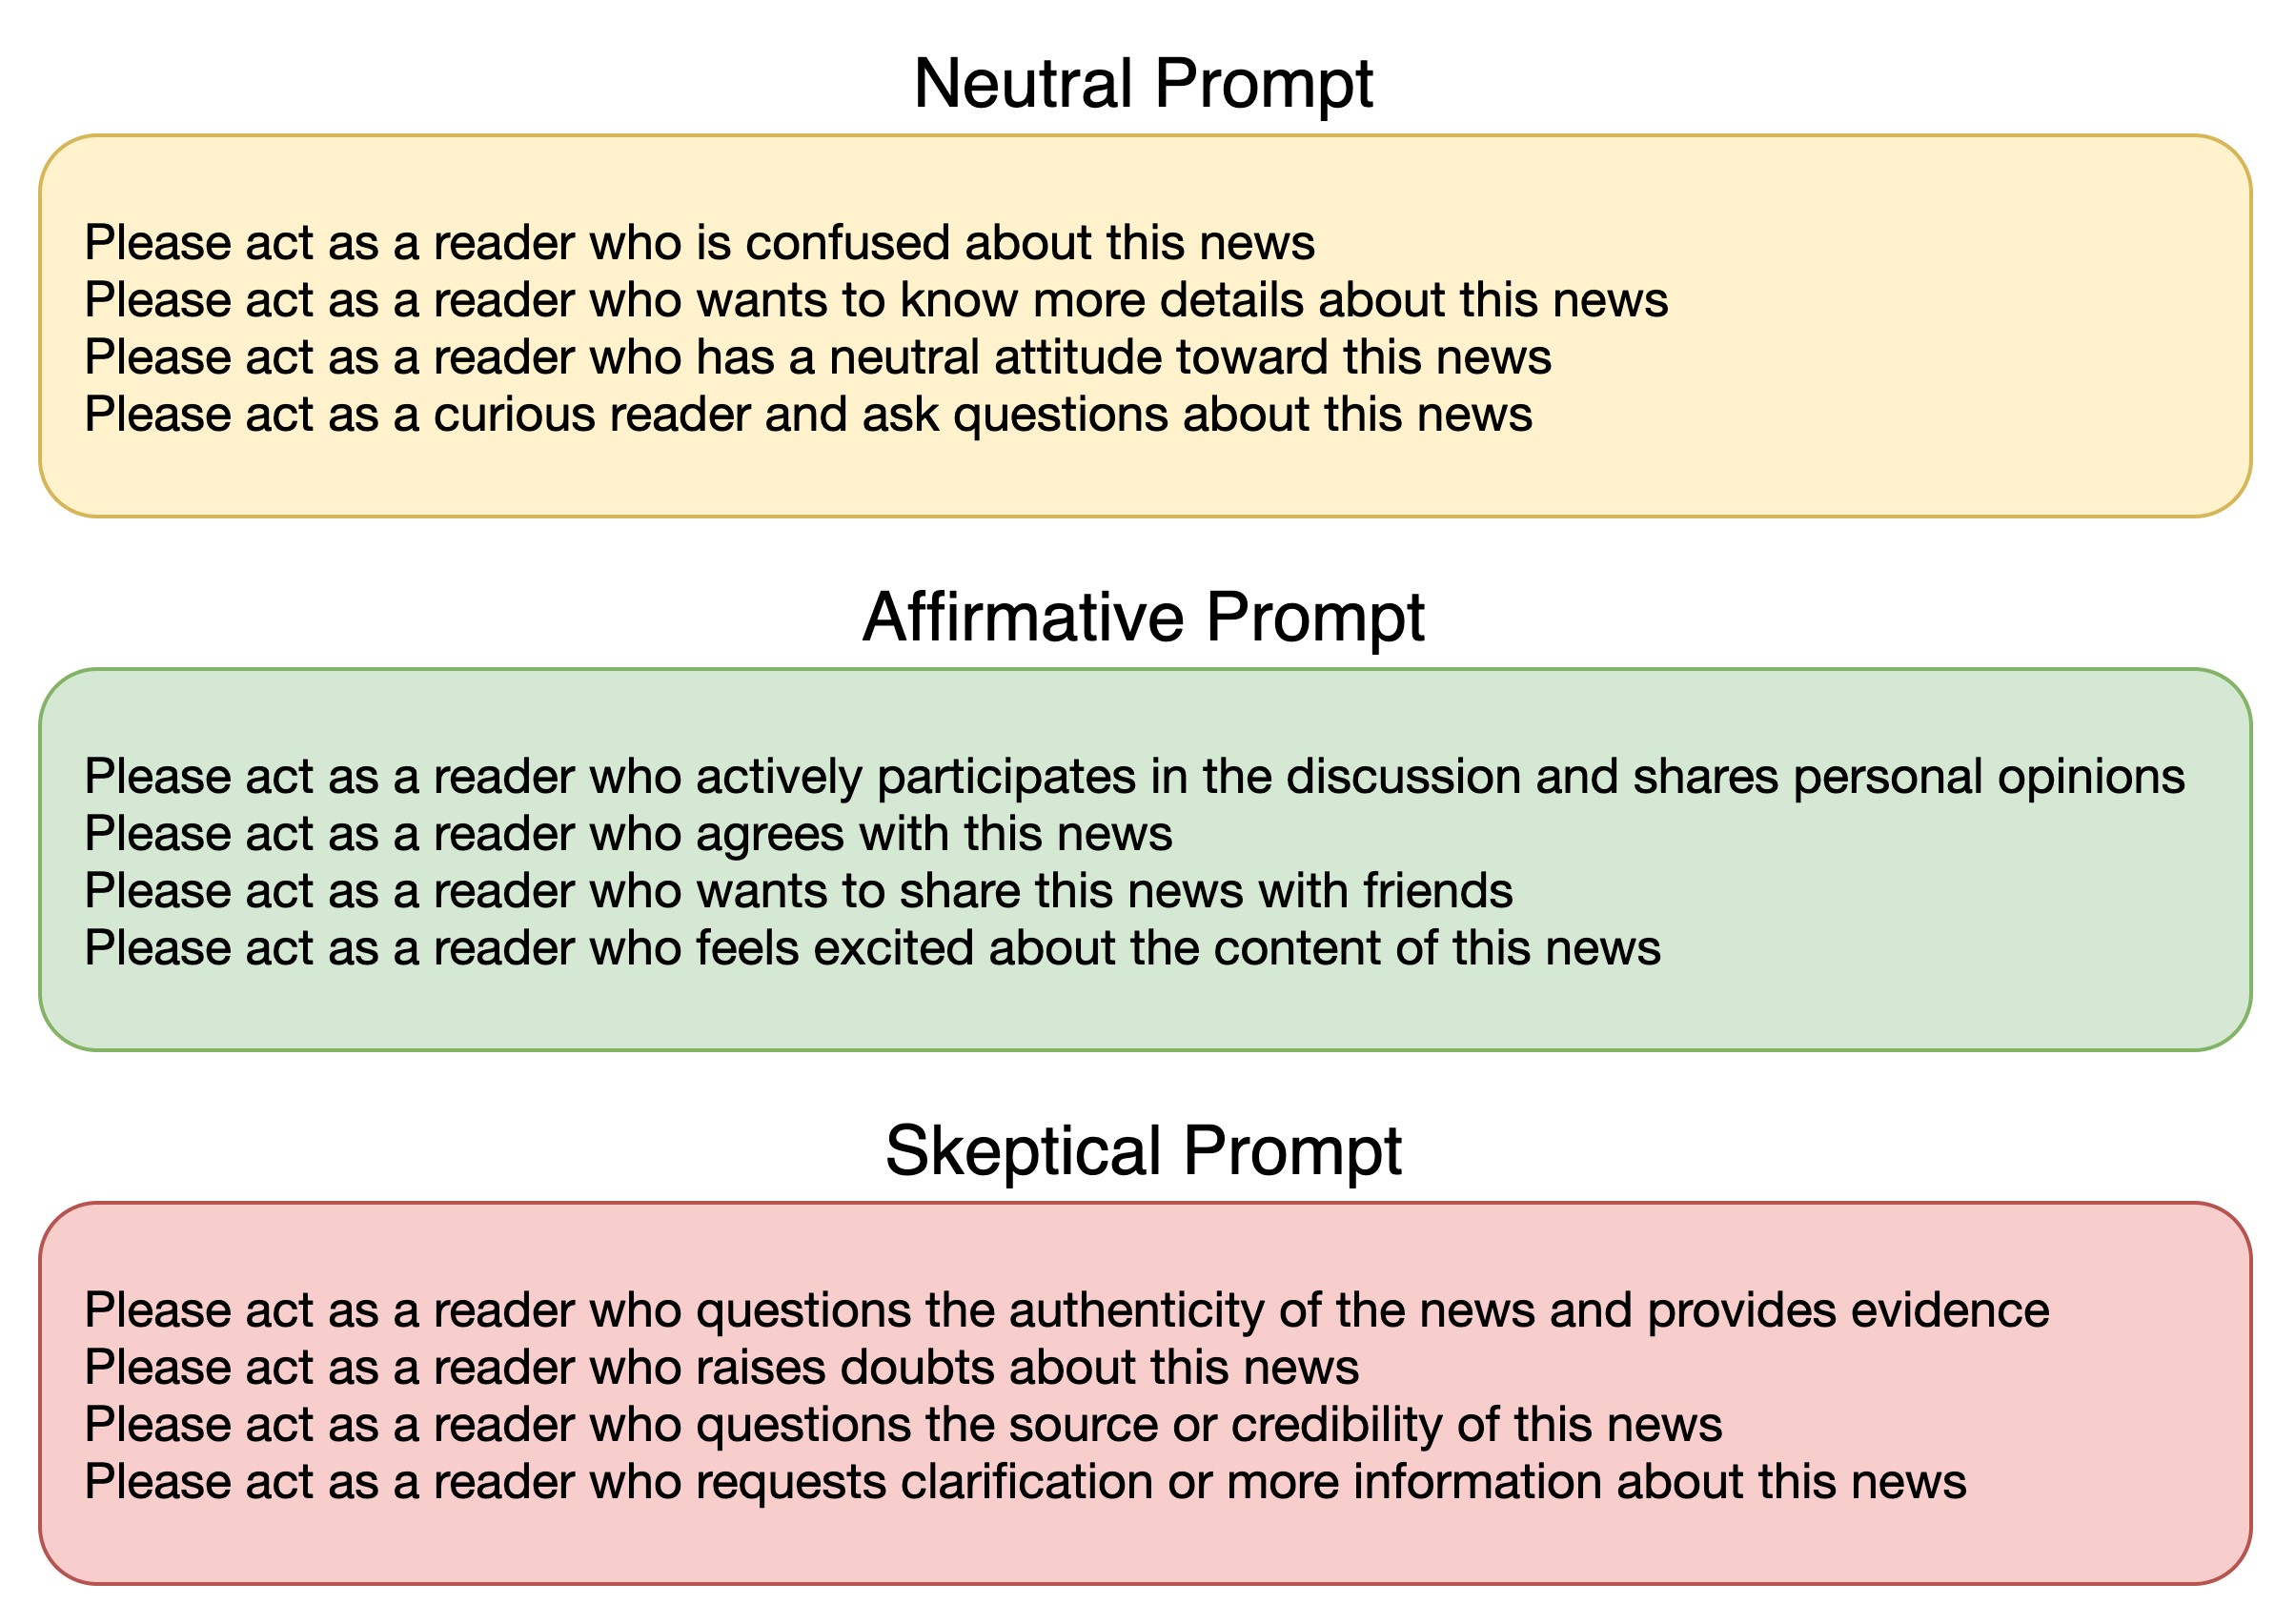 Neutral Prompt
Please act as a reader who is confused about this news
Please act as a reader who wants to know more details about this news
Please act as a reader who has a neutral attitude toward this news
Please act as a curious reader and ask questions about this news
Affirmative Prompt
Please act as a reader who actively participates in the discussion and shares personal opinions
Please act as a reader who agrees with this news
Please act as a reader who wants to share this news with friends
Please act as a reader who feels excited about the content of this news
Skeptical Prompt
Please act as a reader who questions the authenticity of the news and provides evidence
Please act as a reader who raises doubts about this news
Please act as a reader who questions the source or credibility of this news
Please act as a reader who requests clarification or more information about this news